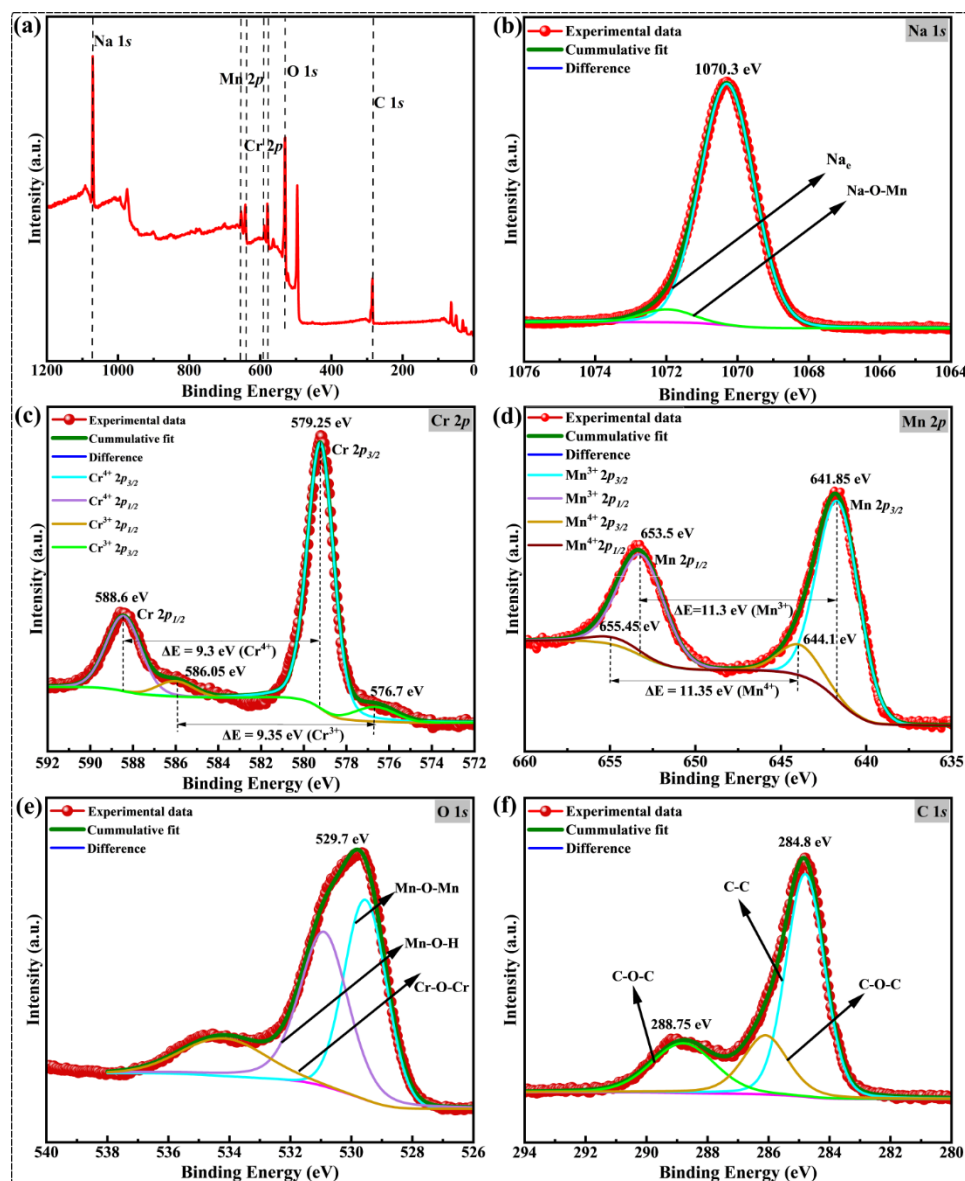 (a)
Na 1s
Mn 2p
Cr 2p
O 1s
C 1s
Intensity (a.u.)
1200 1000 800 600 400 200 0
Binding Energy (eV)
(b)
Experimental data
Cummulative fit
Difference
Na 1s
1070.3 eV
Naₑ
Na-O-Mn
Intensity (a.u.)
1076 1074 1072 1070 1068 1066 1064
Binding Energy (eV)
(c)
Experimental data
Cummulative fit
Difference
Cr⁴⁺ 2p3/2
Cr⁴⁺ 2p1/2
Cr³⁺ 2p1/2
Cr³⁺ 2p3/2
Cr 2p
579.25 eV
Cr 2p3/2
588.6 eV
Cr 2p1/2
ΔE = 9.3 eV (Cr⁴⁺)
586.05 eV
576.7 eV
ΔE = 9.35 eV (Cr³⁺)
Intensity (a.u.)
592 590 588 586 584 582 580 578 576 574 572
Binding Energy (eV)
(d)
Experimental data
Cummulative fit
Difference
Mn³⁺ 2p3/2
Mn³⁺ 2p1/2
Mn⁴⁺ 2p3/2
Mn⁴⁺2p1/2
Mn 2p
641.85 eV
Mn 2p3/2
653.5 eV
Mn 2p1/2
ΔE=11.3 eV (Mn³⁺)
655.45 eV
644.1 eV
ΔE = 11.35 eV (Mn⁴⁺)
Intensity (a.u.)
660 655 650 645 640 635
Binding Energy (eV)
(e)
Experimental data
Cummulative fit
Difference
O 1s
529.7 eV
Mn-O-Mn
Mn-O-H
Cr-O-Cr
Intensity (a.u.)
540 538 536 534 532 530 528 526
Binding Energy (eV)
(f)
Experimental data
Cummulative fit
Difference
C 1s
284.8 eV
C-C
C-O-C
C-O-C
288.75 eV
Intensity (a.u.)
294 292 290 288 286 284 282 280
Binding Energy (eV)